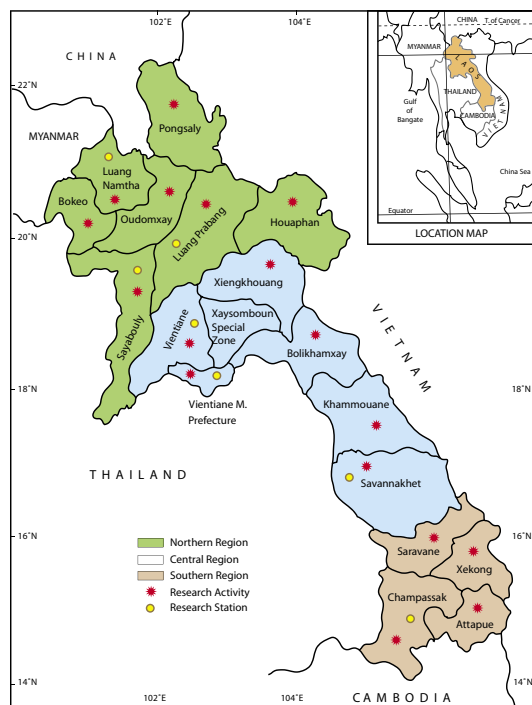 102°E
104°E
CHINA
22°N
MYANMAR
Pongsaly
Luang
Namtha
Bokeo
Oudomxay
Luang Prabang
Houaphan
20°N
Xiengkhouang
Sayabouly
Vientiane
Xaysomboun
Special
Zone
Bolikhamxay
VIETNAM
18°N
18°N
Vientiane M.
Prefecture
Khammouane
THAILAND
Savannakhet
16°N
16°N
Northern Region
Central Region
Southern Region
Research Activity
Research Station
Saravane
Xekong
Champassak
Attapue
14°N
14°N
102°E
104°E
CAMBODIA
CHINA
T. of Cancer
MYANMAR
LAOS
THAILAND
Gulf
of
Bangate
CAMBODIA
VIETNAM
China Sea
Equator
LOCATION MAP